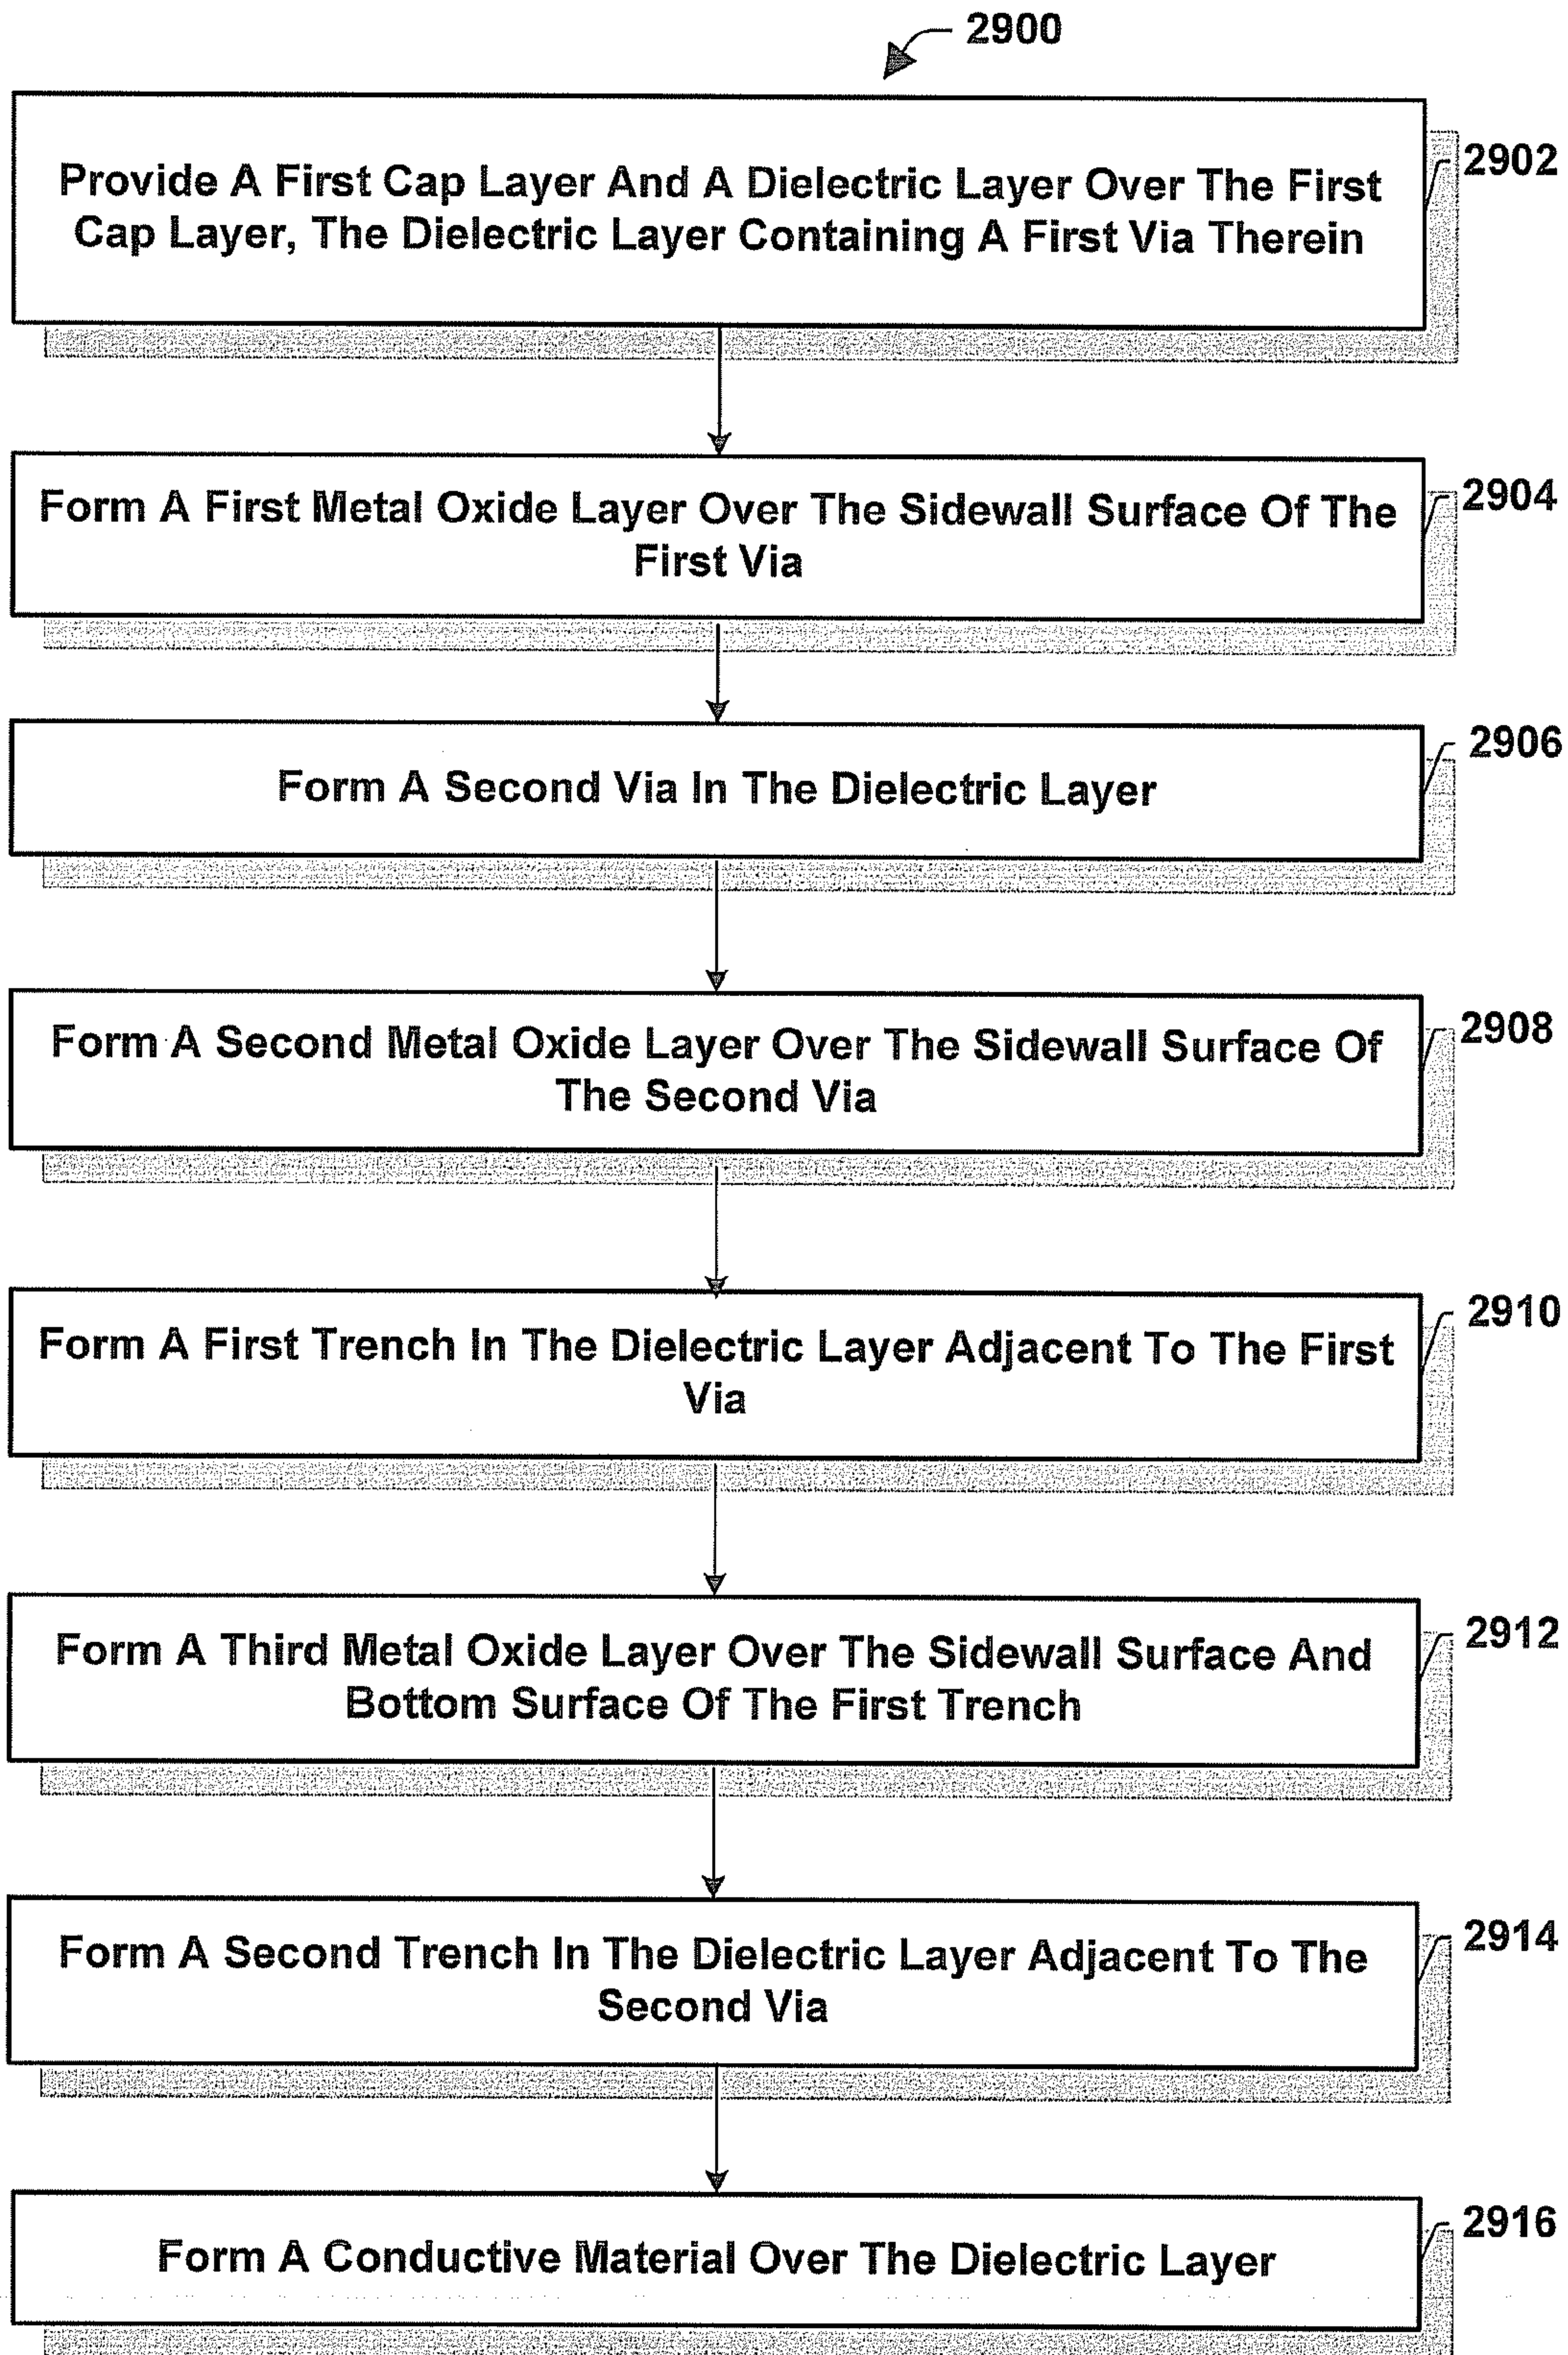 2900
Provide A First Cap Layer And A Dielectric Layer Over The First
Cap Layer, The Dielectric Layer Containing A First Via Therein
2902
Form A First Metal Oxide Layer Over The Sidewall Surface Of The
First Via
2904
Form A Second Via In The Dielectric Layer
2906
Form A Second Metal Oxide Layer Over The Sidewall Surface Of
The Second Via
2908
Form A First Trench In The Dielectric Layer Adjacent To The First
Via
2910
Form A Third Metal Oxide Layer Over The Sidewall Surface And
Bottom Surface Of The First Trench
2912
Form A Second Trench In The Dielectric Layer Adjacent To The
Second Via
2914
Form A Conductive Material Over The Dielectric Layer
2916